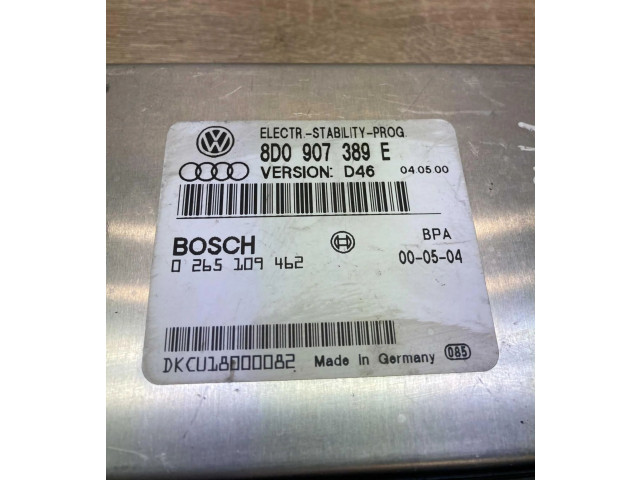 ELECTR.-STABILITY-PROG.
8D0 907 389 E
VERSION: D46 04.05.00
BOSCH BPA
0 265 109 462 00-05-04
DKCU18000082 Made in Germany 085